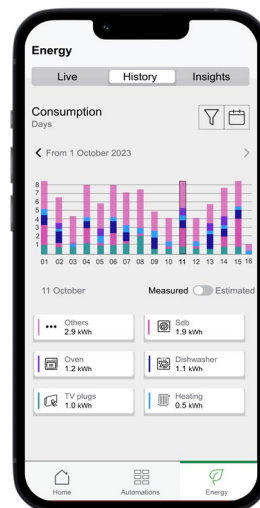 Energy
Live History Insights
Consumption
Days
From 1 October 2023
8
7
6
5
4
3
2
1
01 02 03 04 05 06 07 08 09 10 11 12 13 14 15 16
11 October Measured Estimated
Others
2.9 kWh
Sdb
1.9 kWh
Oven
1.2 kWh
Dishwasher
1.1 kWh
TV plugs
1.0 kWh
Heating
0.5 kWh
Home Automations Energy